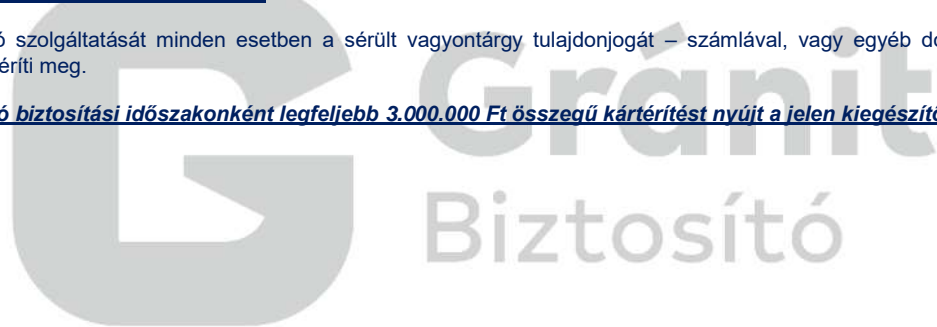 ó szolgáltatását minden esetben a sérült vagyontárgy tulajdonjogát – számlával, vagy egyéb do
éríti meg.
ó biztosítási időszakonként legfeljebb 3.000.000 Ft összegű kártérítést nyújt a jelen kiegészítő
Gránit
Biztosító